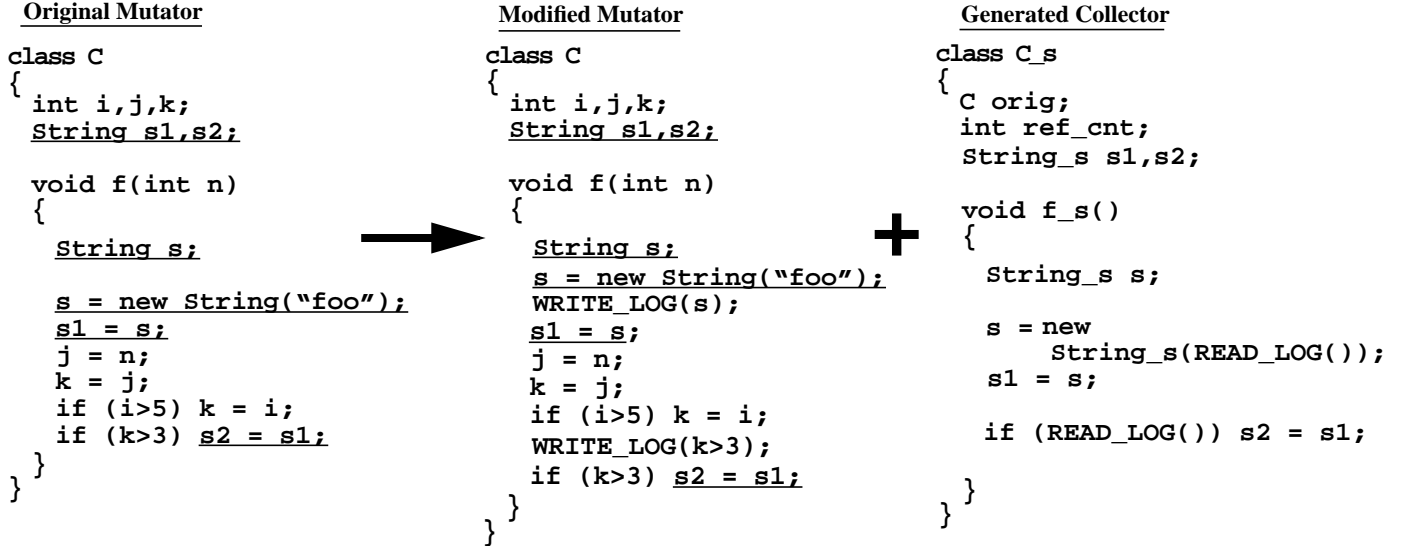 Original Mutator
class C
{
int i,j,k;
String s1,s2;
void f(int n)
{
String s;
s = new String(“foo”);
s1 = s;
j = n;
k = j;
if (i>5) k = i;
if (k>3) s2 = s1;
}
}
Modified Mutator
class C
{
int i,j,k;
String s1,s2;
void f(int n)
{
String s;
s = new String(“foo”);
WRITE_LOG(s);
s1 = s;
j = n;
k = j;
if (i>5) k = i;
WRITE_LOG(k>3);
if (k>3) s2 = s1;
}
}
+
Generated Collector
class C_s
{
C orig;
int ref_cnt;
String_s s1,s2;
void f_s()
{
String_s s;
s = new
String_s(READ_LOG());
s1 = s;
if (READ_LOG()) s2 = s1;
}
}